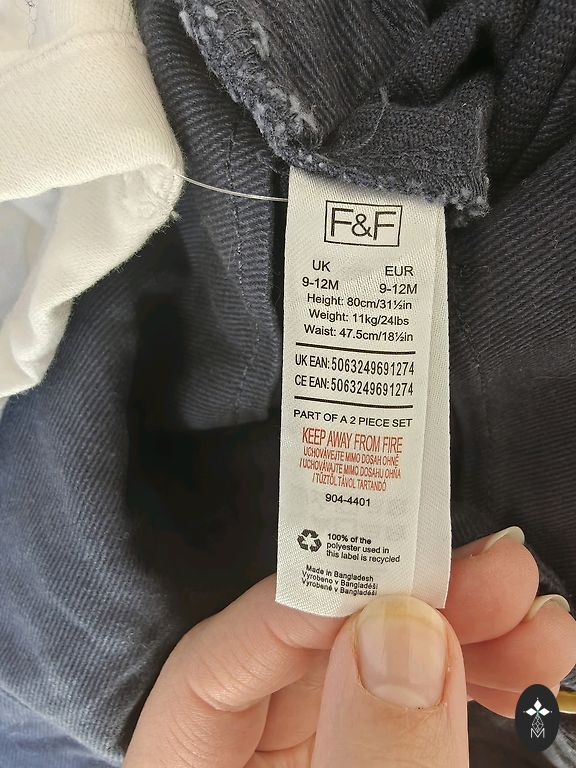 F&F
UK EUR
9-12M 9-12M
Height: 80cm/31½in
Weight: 11kg/24lbs
Waist: 47.5cm/18½in
UK EAN: 5063249691274
CE EAN: 5063249691274
PART OF A 2 PIECE SET
KEEP AWAY FROM FIRE
UCHOVÁVEJTE MIMO DOSAH OHNĚ
/ UCHOVÁVAJTE MIMO DOSAHU OHŇA
/ TŰZTŐL TÁVOL TARTANDÓ
904-4401
100% of the
polyester used in
this label is recycled
Made in Bangladesh
Vyrobeno v Bangladéši
Vyrobené v Bangladéši
M